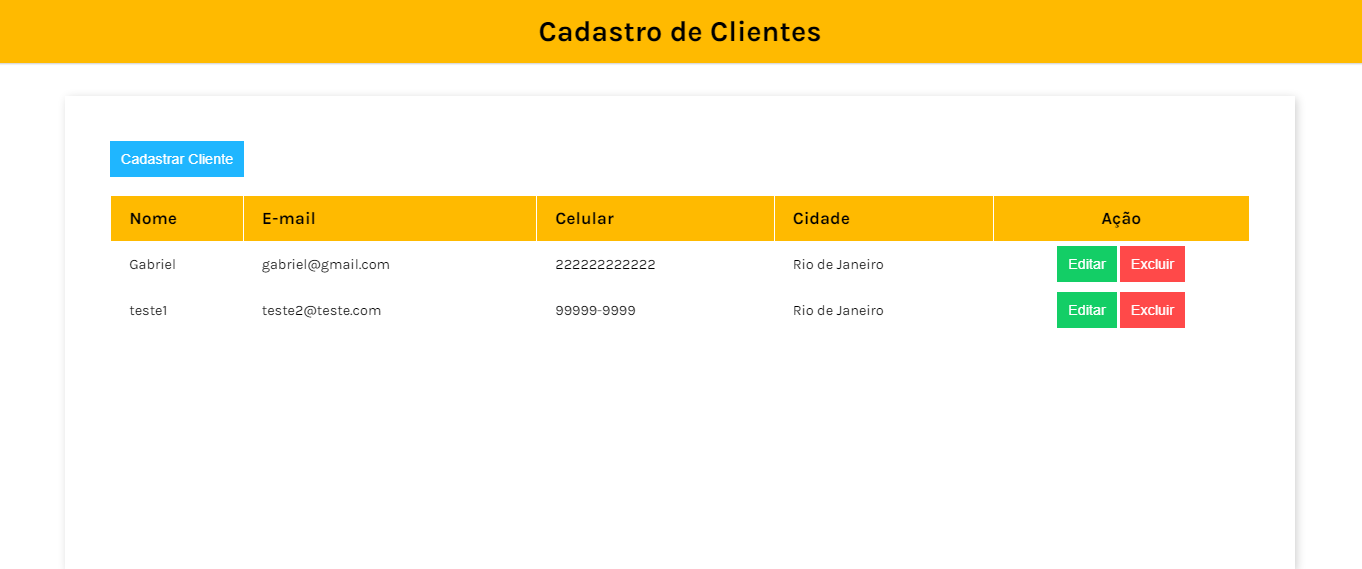 Cadastro de Clientes
Cadastrar Cliente
Nome E-mail Celular Cidade Ação
Gabriel gabriel@gmail.com 222222222222 Rio de Janeiro Editar Excluir
teste1 teste2@teste.com 99999-9999 Rio de Janeiro Editar Excluir